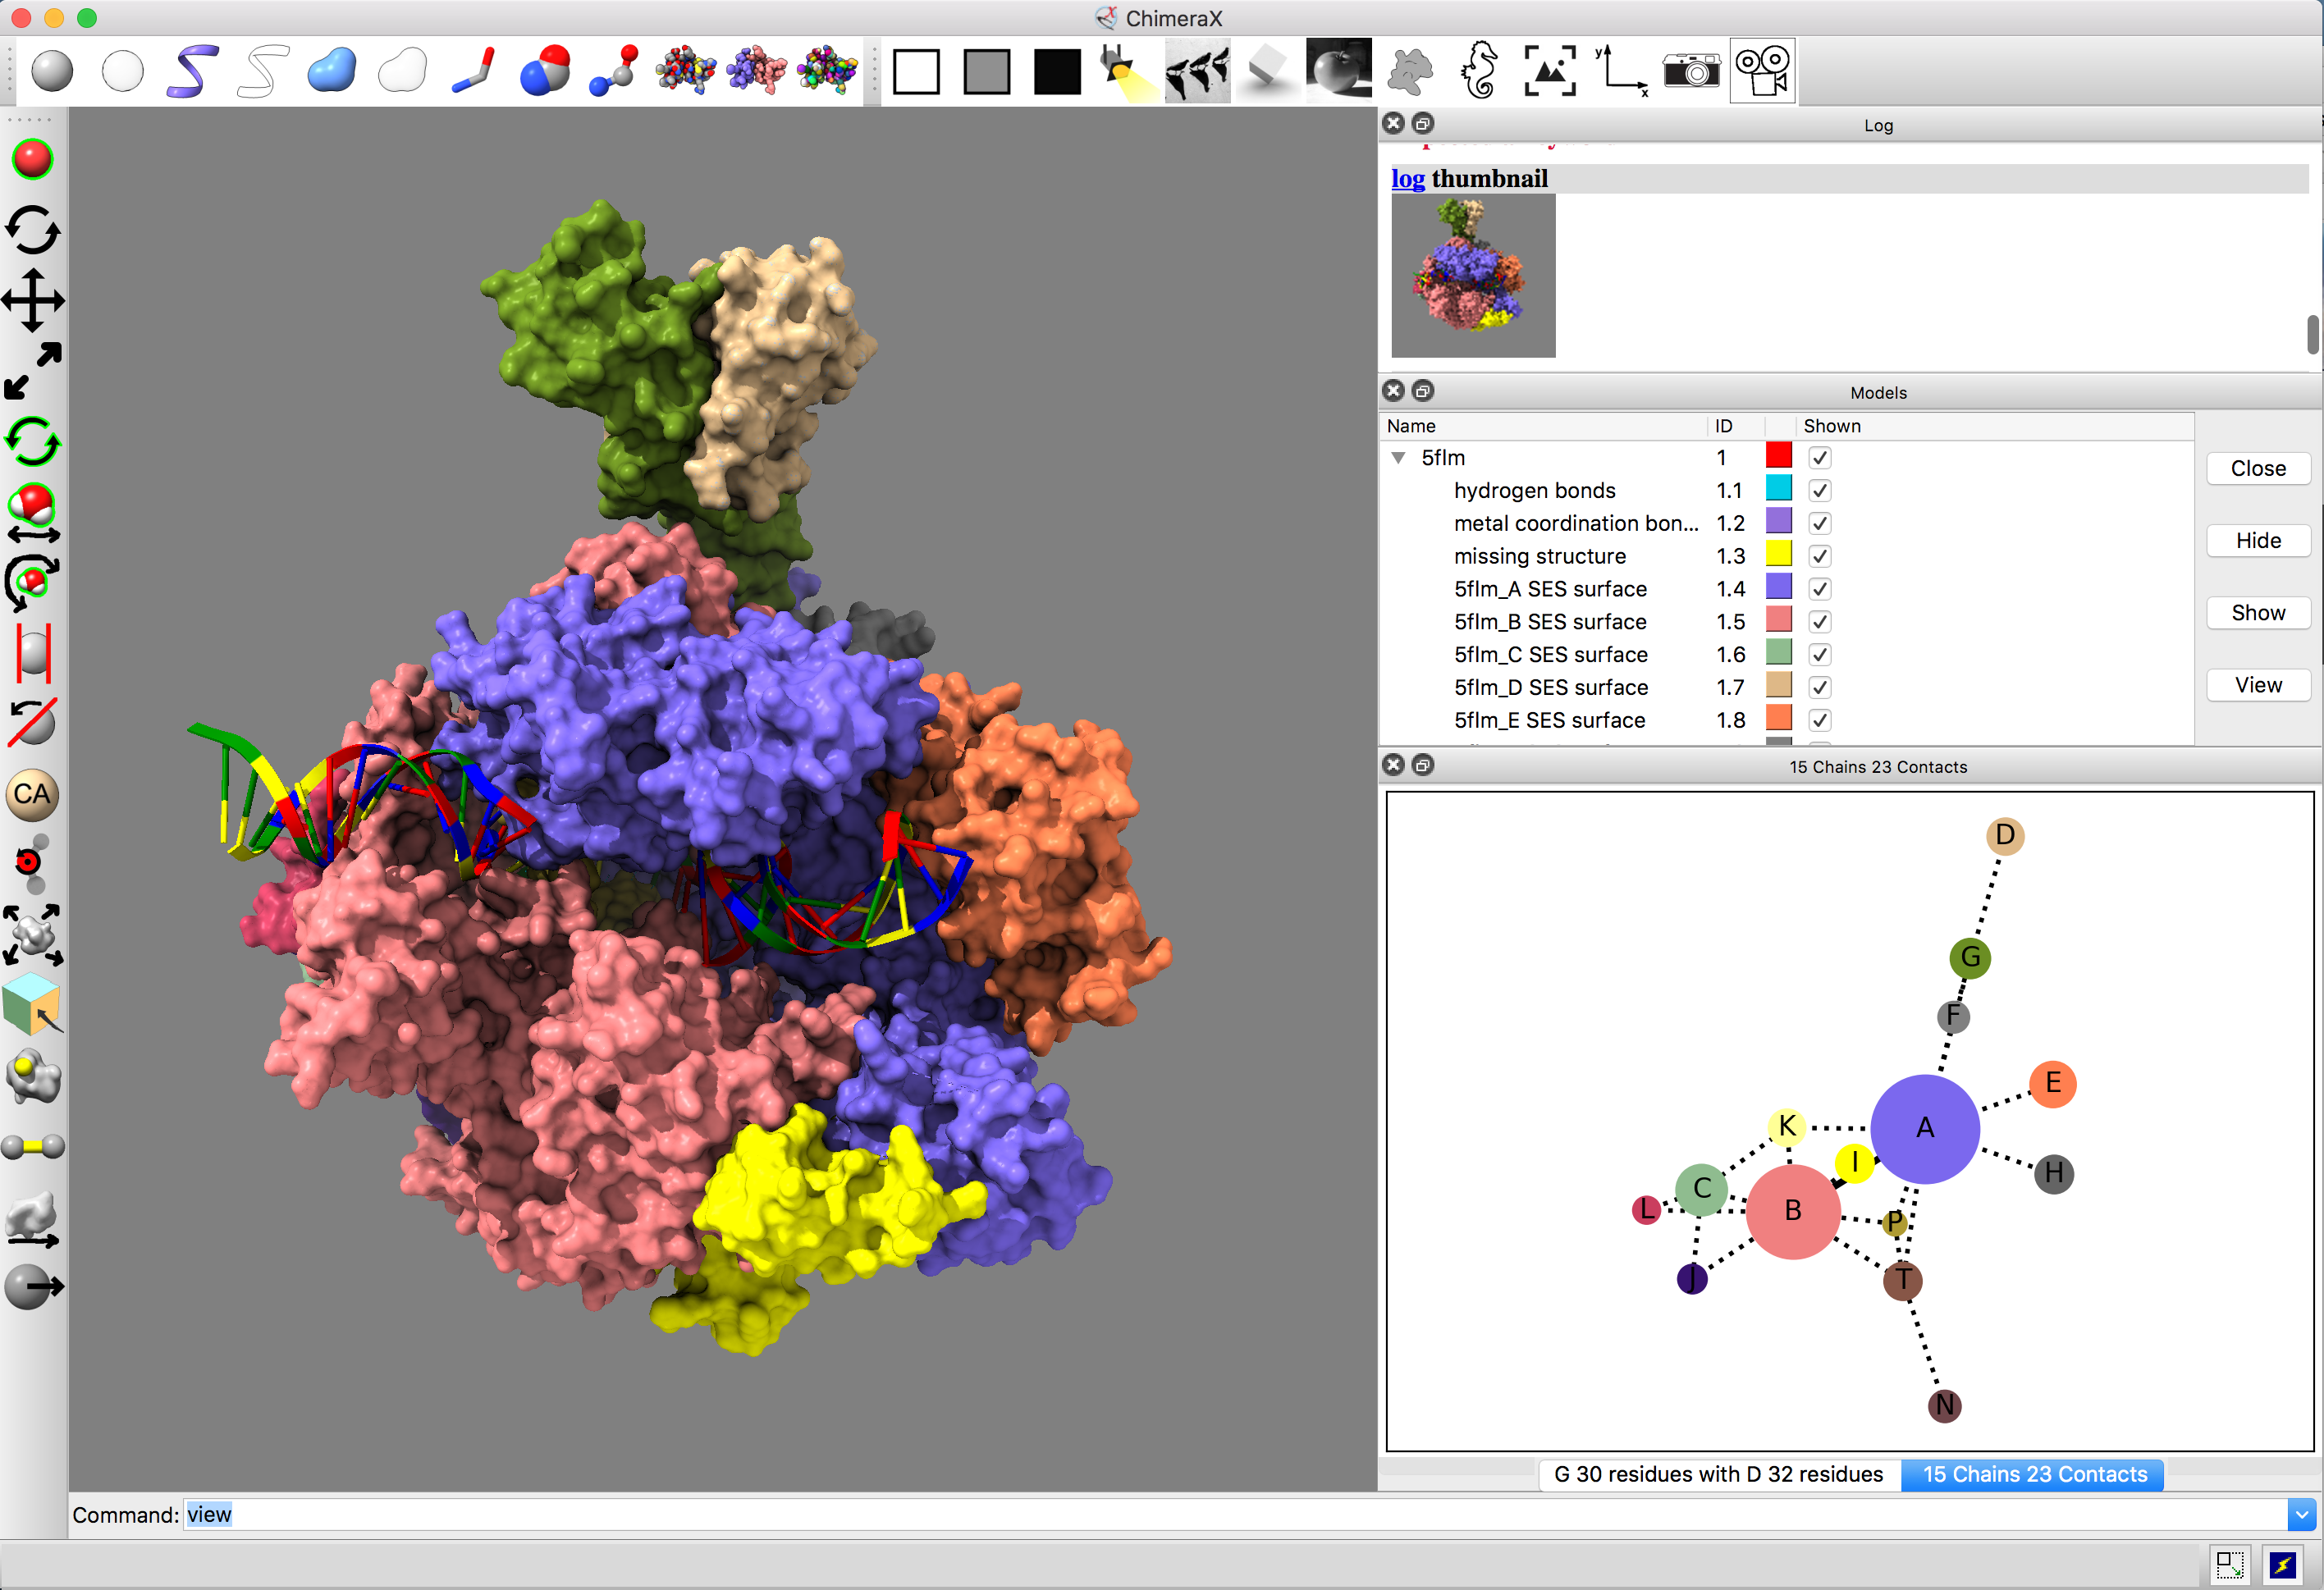 ChimeraX
y
x
CA
Log
log thumbnail
Models
Name ID Shown
5flm 1
hydrogen bonds 1.1
metal coordination bon... 1.2
missing structure 1.3
5flm_A SES surface 1.4
5flm_B SES surface 1.5
5flm_C SES surface 1.6
5flm_D SES surface 1.7
5flm_E SES surface 1.8
Close
Hide
Show
View
15 Chains 23 Contacts
D
G
F
E
A
K
I
H
C
L
B
P
J
T
N
G 30 residues with D 32 residues
15 Chains 23 Contacts
Command: view